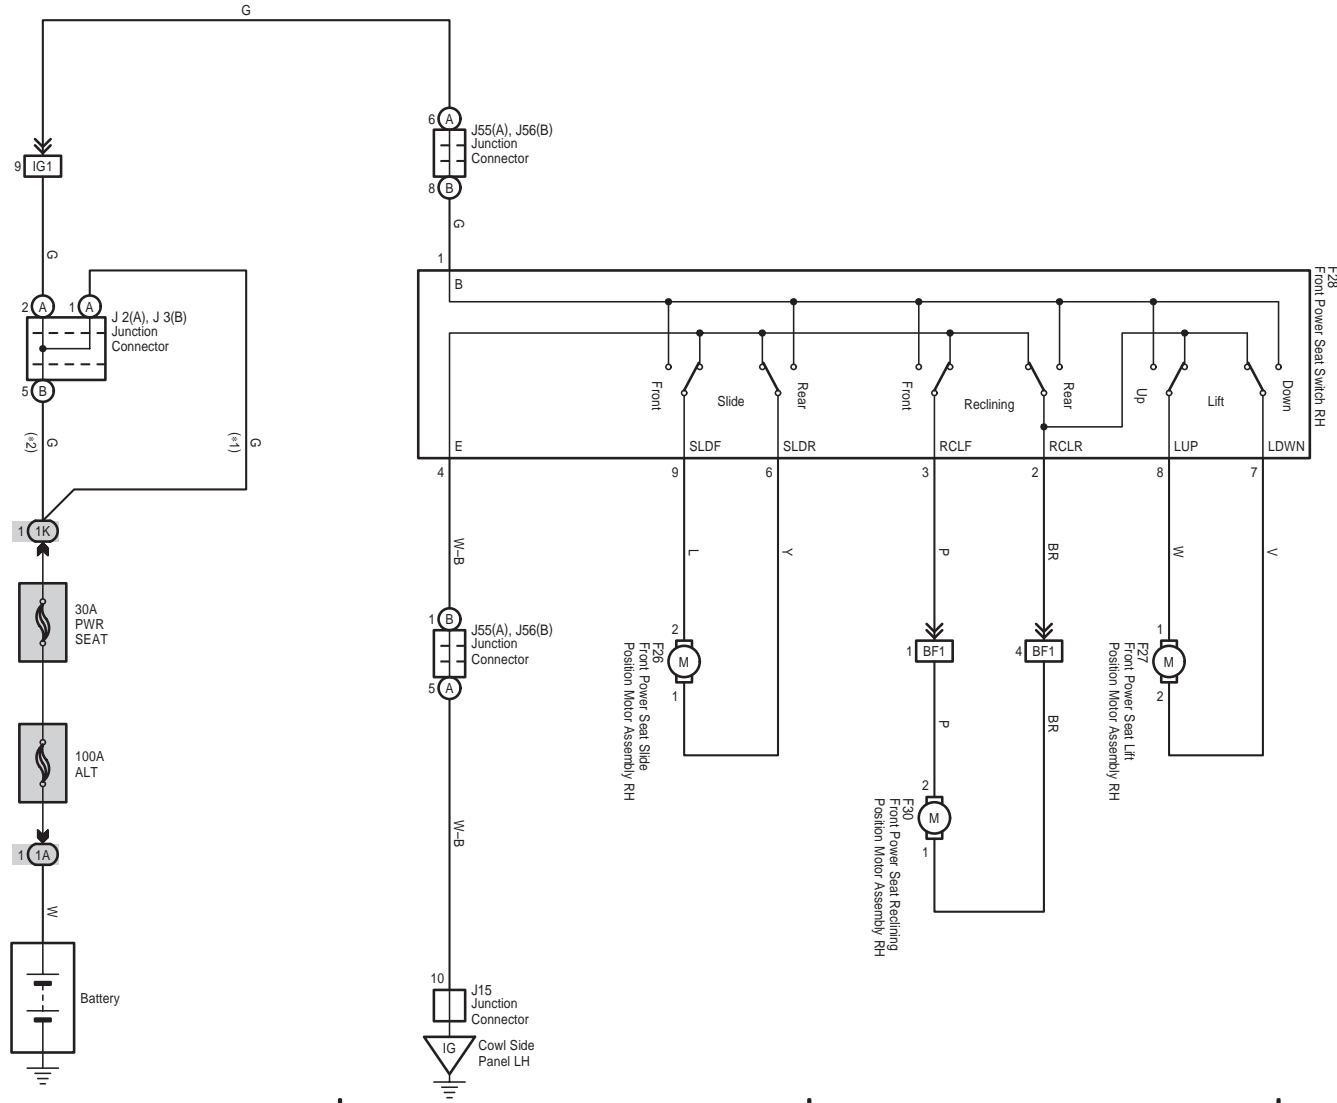 G
6 A
J55(A), J56(B)
Junction
Connector
8 B
9 IG1
G
G
1
2 A 1 A
J 2(A), J 3(B)
Junction
Connector
5 B
G
(*2)
G
(*1)
1 1K
30A
PWR
SEAT
100A
ALT
1 1A
W
Battery
F28
Front Power Seat Switch RH
B
Front
Slide
Rear
Front
Reclining
Rear
Up
Lift
Down
E SLDF SLDR RCLF RCLR LUP LDWN
4 9 6 3 2 8 7
W–B L Y P BR W V
1 B
J55(A), J56(B)
Junction
Connector
5 A
W–B
10
J15
Junction
Connector
IG
Cowl Side
Panel LH
2
M
1
F26
Front Power Seat Slide
Position Motor Assembly RH
1 BF1
4 BF1
P
BR
2
M
1
F30
Front Power Seat Reclining
Position Motor Assembly RH
1
M
2
F27
Front Power Seat Lift
Position Motor Assembly RH